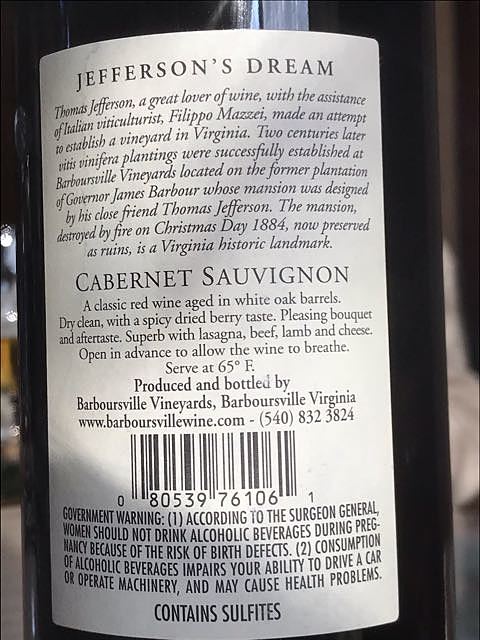 JEFFERSON'S DREAM
Thomas Jefferson, a great lover of wine, with the assistance
of Italian viticulturist, Filippo Mazzei, made an attempt
to establish a vineyard in Virginia. Two centuries later
vitis vinifera plantings were successfully established at
Barboursville Vineyards located on the former plantation
of Governor James Barbour whose mansion was designed
by his close friend Thomas Jefferson. The mansion,
destroyed by fire on Christmas Day 1884, now preserved
as ruins, is a Virginia historic landmark.
CABERNET SAUVIGNON
A classic red wine aged in white oak barrels.
Dry clean, with a spicy dried berry taste. Pleasing bouquet
and aftertaste. Superb with lasagna, beef, lamb and cheese.
Open in advance to allow the wine to breathe.
Serve at 65° F.
Produced and bottled by
Barboursville Vineyards, Barboursville Virginia
www.barboursvillewine.com - (540) 832 3824
0 80539 76106 1
GOVERNMENT WARNING: (1) ACCORDING TO THE SURGEON GENERAL,
WOMEN SHOULD NOT DRINK ALCOHOLIC BEVERAGES DURING PREG-
NANCY BECAUSE OF THE RISK OF BIRTH DEFECTS. (2) CONSUMPTION
OF ALCOHOLIC BEVERAGES IMPAIRS YOUR ABILITY TO DRIVE A CAR
OR OPERATE MACHINERY, AND MAY CAUSE HEALTH PROBLEMS.
CONTAINS SULFITES